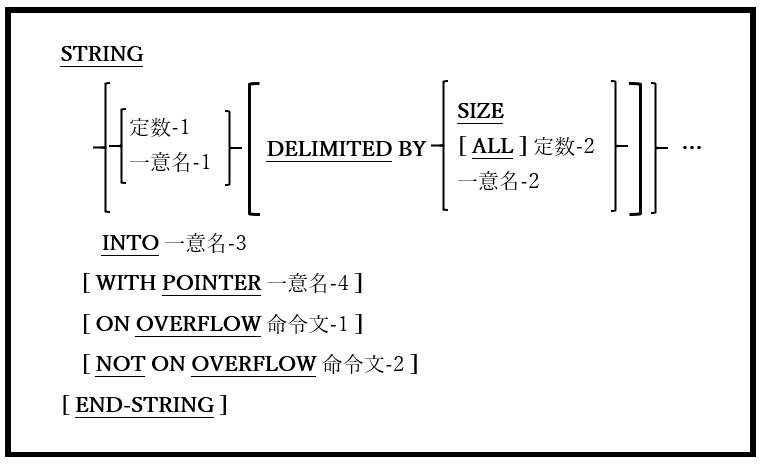 STRING
定数-1
一意名-1
DELIMITED BY
SIZE
[ ALL ] 定数-2
一意名-2
...
INTO 一意名-3
[ WITH POINTER 一意名-4 ]
[ ON OVERFLOW 命令文-1 ]
[ NOT ON OVERFLOW 命令文-2 ]
[ END-STRING ]